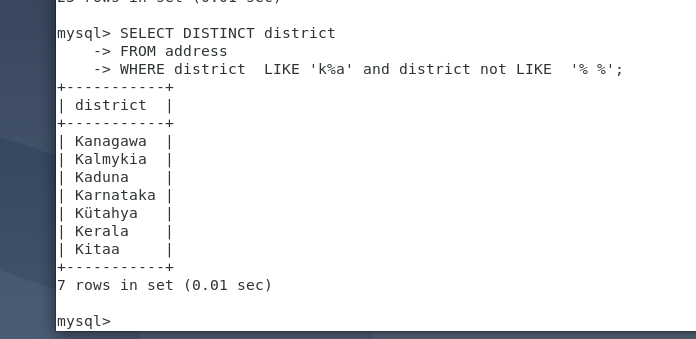 23 rows in set (0.01 sec)
mysql> SELECT DISTINCT district
    -> FROM address
    -> WHERE district  LIKE 'k%a' and district not LIKE  '% %';
+-----------+
| district  |
+-----------+
| Kanagawa  |
| Kalmykia  |
| Kaduna    |
| Karnataka |
| Kütahya   |
| Kerala    |
| Kitaa     |
+-----------+
7 rows in set (0.01 sec)
mysql>